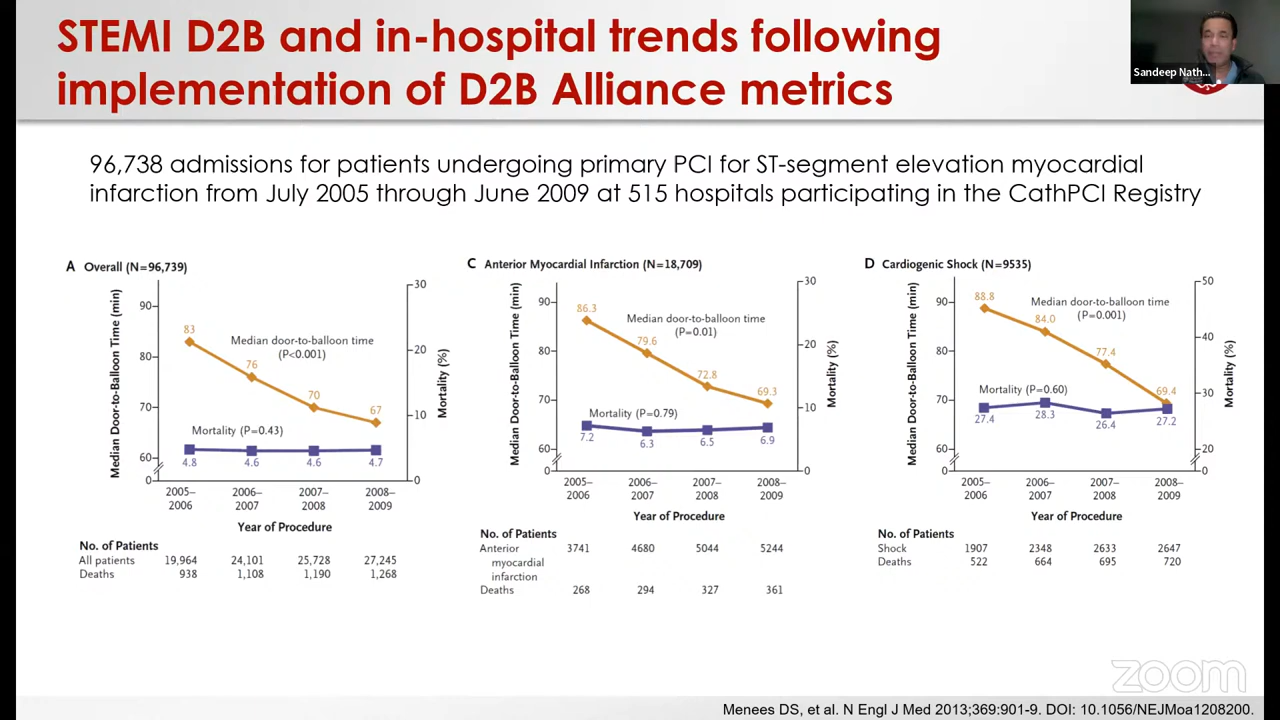 STEMI D2B and in-hospital trends following
implementation of D2B Alliance metrics
Sandeep Nath...
96,738 admissions for patients undergoing primary PCI for ST-segment elevation myocardial
infarction from July 2005 through June 2009 at 515 hospitals participating in the CathPCI Registry
A Overall (N=96,739)
Median Door-to-Balloon Time (min)
90
80
70
60
0
30
20
10
0
Mortality (%)
83
76
70
67
Median door-to-balloon time
(P<0.001)
Mortality (P=0.43)
4.8 4.6 4.6 4.7
2005– 2006– 2007– 2008–
2006 2007 2008 2009
Year of Procedure
No. of Patients
All patients 19,964 24,101 25,728 27,245
Deaths 938 1,108 1,190 1,268
C Anterior Myocardial Infarction (N=18,709)
Median Door-to-Balloon Time (min)
90
80
70
60
0
30
20
10
0
Mortality (%)
86.3
79.6
72.8
69.3
Median door-to-balloon time
(P=0.01)
Mortality (P=0.79)
7.2 6.3 6.5 6.9
2005– 2006– 2007– 2008–
2006 2007 2008 2009
Year of Procedure
No. of Patients
Anterior 3741 4680 5044 5244
myocardial
infarction
Deaths 268 294 327 361
D Cardiogenic Shock (N=9535)
Median Door-to-Balloon Time (min)
90
80
70
60
0
50
40
30
20
0
Mortality (%)
88.8
84.0
77.4
69.4
Median door-to-balloon time
(P=0.001)
Mortality (P=0.60)
27.4 28.3 26.4 27.2
2005– 2006– 2007– 2008–
2006 2007 2008 2009
Year of Procedure
No. of Patients
Shock 1907 2348 2633 2647
Deaths 522 664 695 720
zoom
Menees DS, et al. N Engl J Med 2013;369:901-9. DOI: 10.1056/NEJMoa1208200.